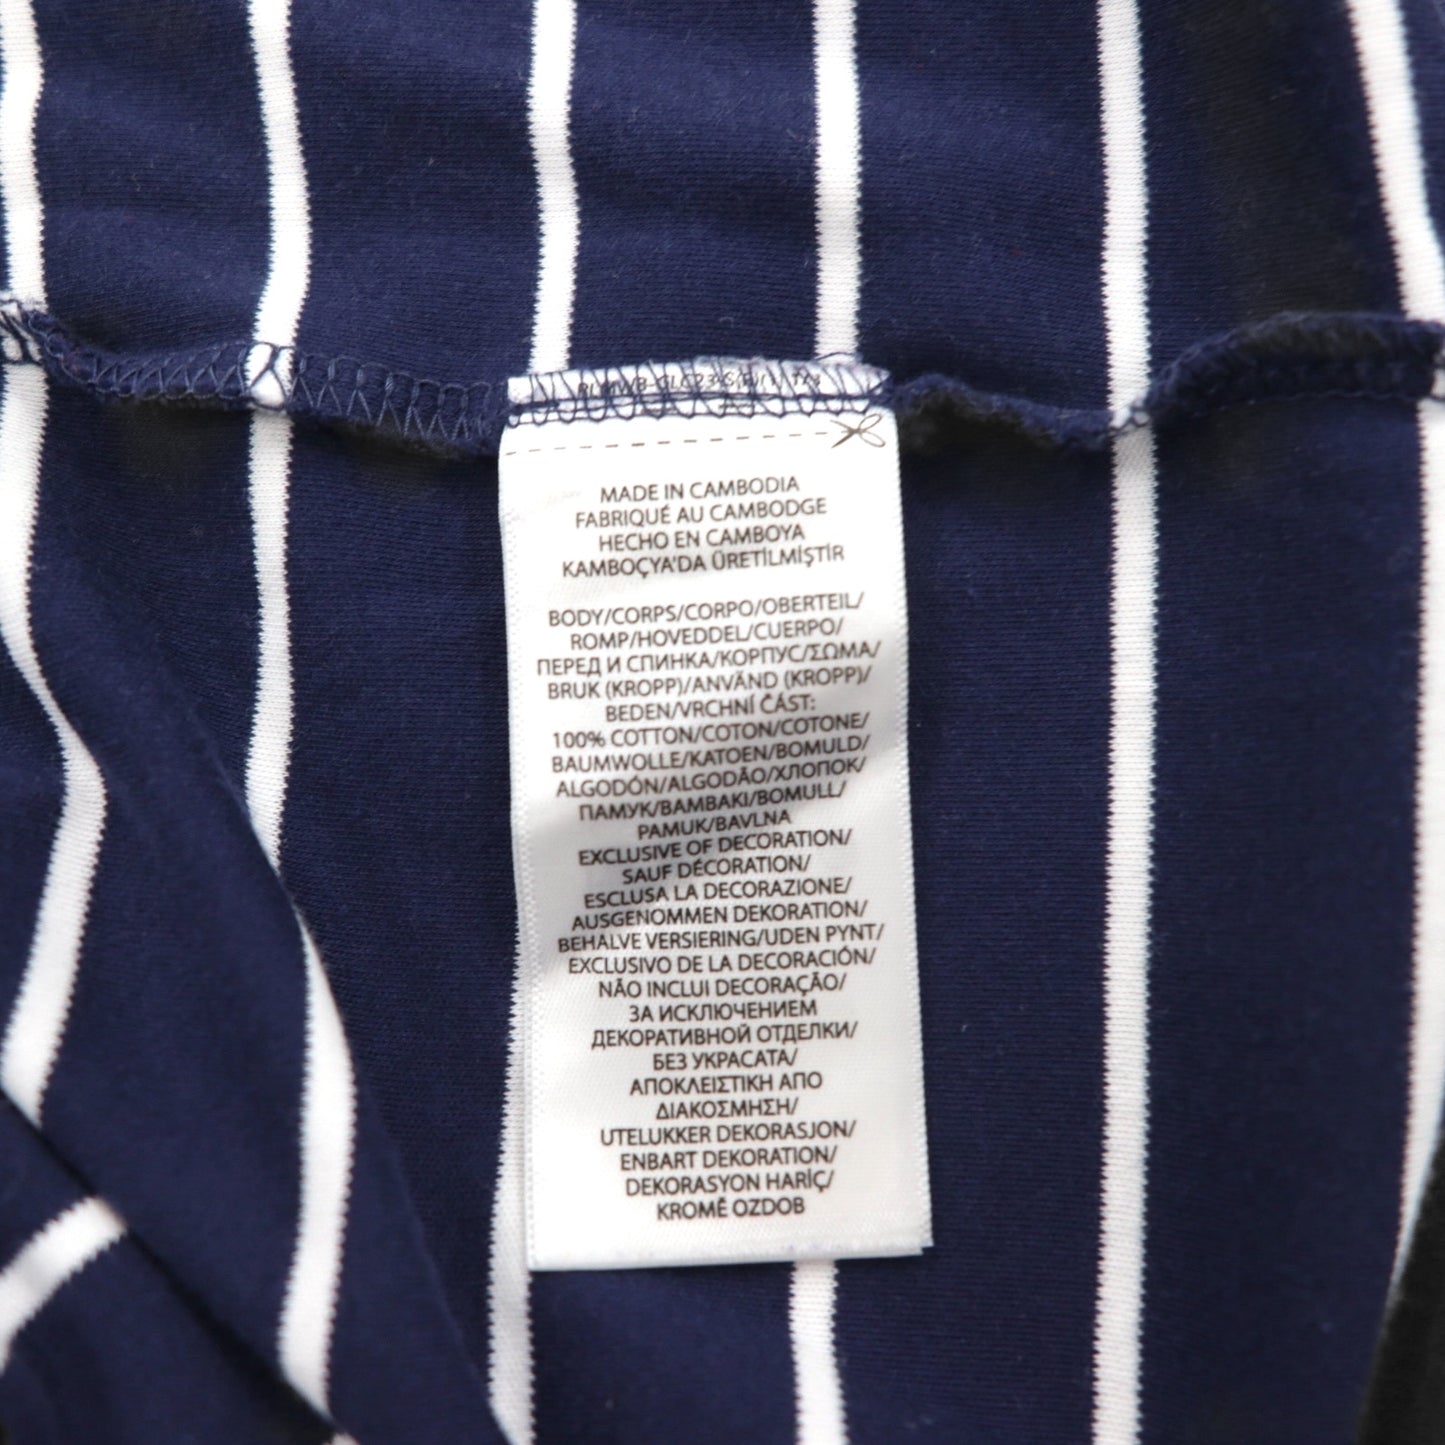 MADE IN CAMBODIA
FABRIQUÉ AU CAMBODGE
HECHO EN CAMBOYA
KAMBOÇYA'DA ÜRETİLMİŞTİR
BODY/CORPS/CORPO/OBERTEIL/
ROMP/HOVEDDEL/CUERPO/
ПЕРЕД И СПИНКА/КОРПУС/ΣΩΜΑ/
BRUK (KROPP)/ANVÄND (KROPP)/
BEDEN/VRCHNÍ ČÁST:
100% COTTON/COTON/COTONE/
BAUMWOLLE/KATOEN/BOMULD/
ALGODÓN/ALGODÃO/ХЛОПОК/
ПАМУК/BAMBAKI/BOMULL/
PAMUK/BAVLNA
EXCLUSIVE OF DECORATION/
SAUF DÉCORATION/
ESCLUSA LA DECORAZIONE/
AUSGENOMMEN DEKORATION/
BEHALVE VERSIERING/UDEN PYNT/
EXCLUSIVO DE LA DECORACIÓN/
NÃO INCLUI DECORAÇÃO/
ЗА ИСКЛЮЧЕНИЕМ
ДЕКОРАТИВНОЙ ОТДЕЛКИ/
БЕЗ УКРАСАТА/
ΑΠΟΚΛΕΙΣΤΙΚΗ ΑΠΟ
ΔΙΑΚΟΣΜΗΣΗ/
UTELUKKER DEKORASJON/
ENBART DEKORATION/
DEKORASYON HARİÇ/
KROMĚ OZDOB